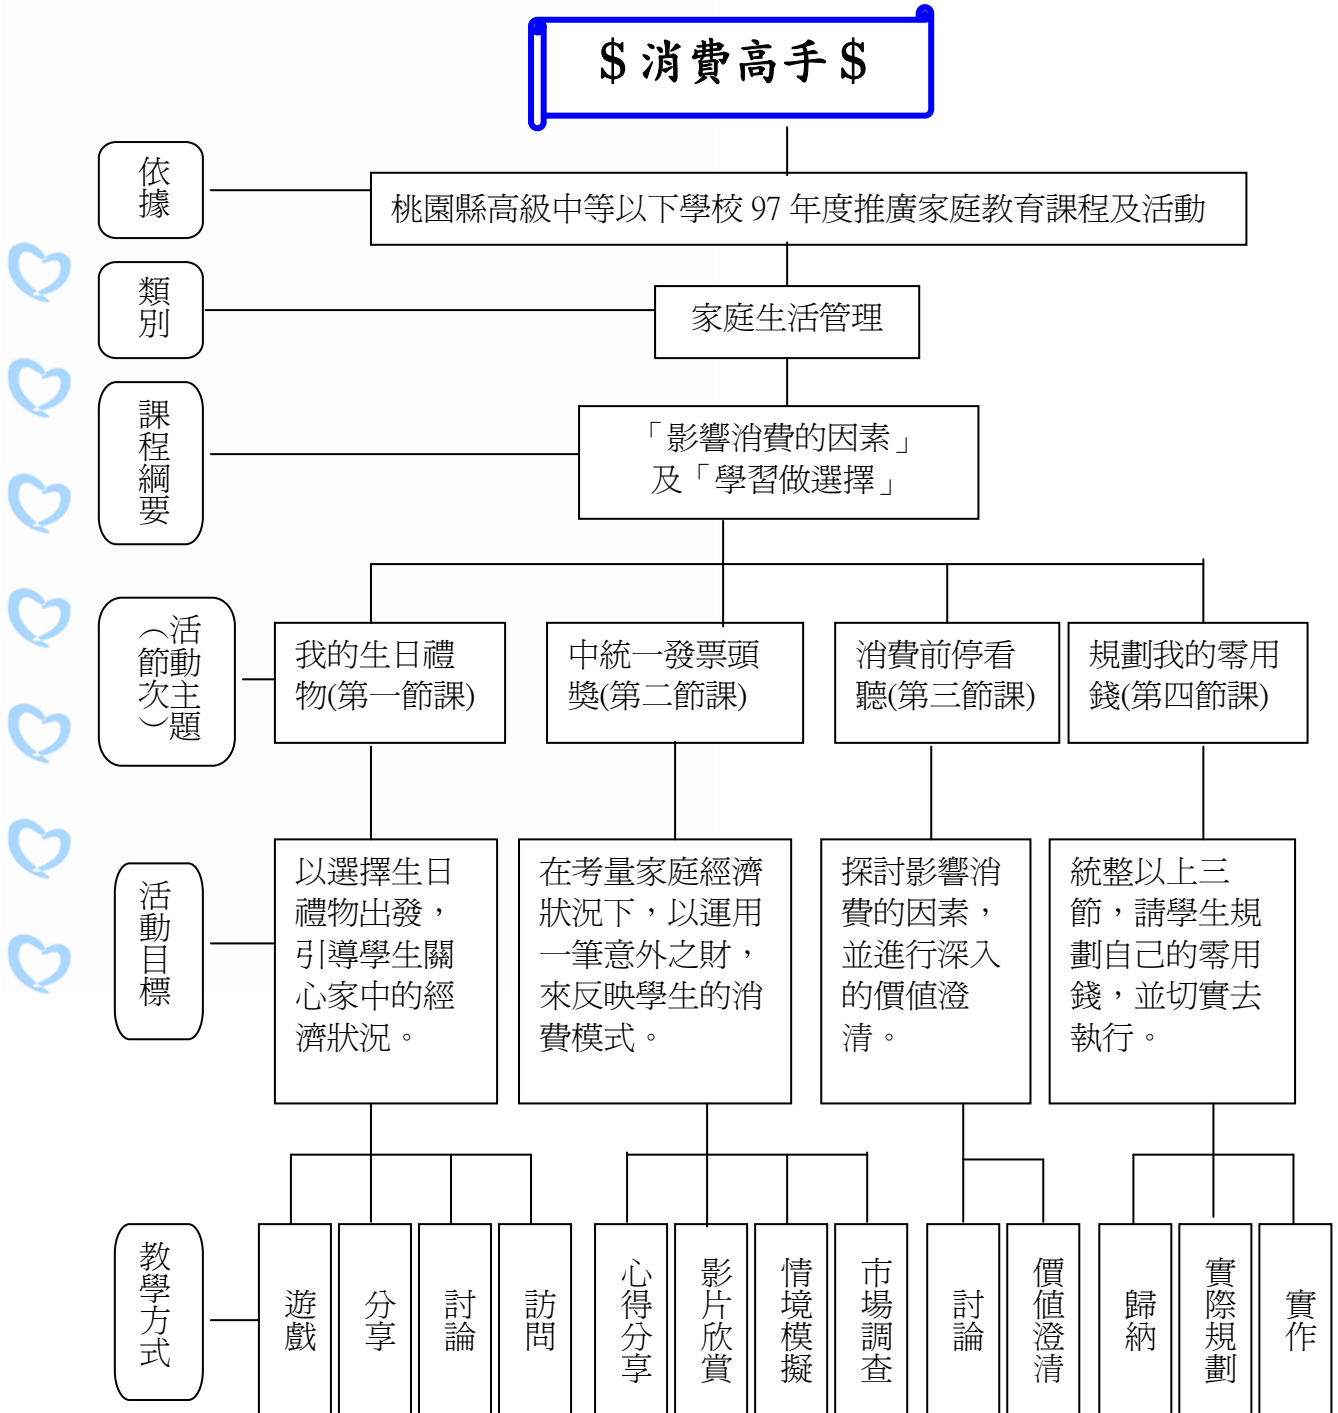 $ 消費高手 $
依據
桃園縣高級中等以下學校 97 年度推廣家庭教育課程及活動
類別
家庭生活管理
課程綱要
「影響消費的因素」
及「學習做選擇」
活動主題
（節次）
我的生日禮
物(第一節課)
中統一發票頭
獎(第二節課)
消費前停看
聽(第三節課)
規劃我的零用
錢(第四節課)
活動目標
以選擇生日
禮物出發，
引導學生關
心家中的經
濟狀況。
在考量家庭經濟
狀況下，以運用
一筆意外之財，
來反映學生的消
費模式。
探討影響消
費的因素，
並進行深入
的價值澄
清。
統整以上三
節，請學生規
劃自己的零用
錢，並切實去
執行。
教學方式
遊戲
分享
討論
訪問
心得分享
影片欣賞
情境模擬
市場調查
討論
價值澄清
歸納
實際規劃
實作